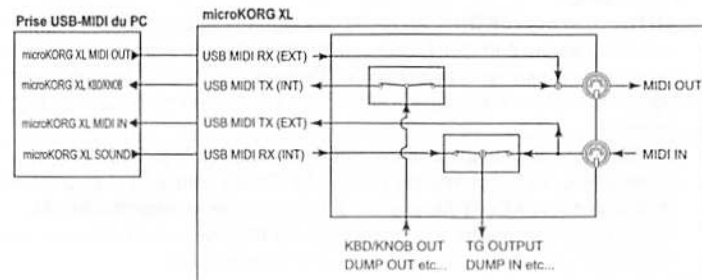 Prise USB-MIDI du PC
microKORG XL
microKORG XL MIDI OUT
USB MIDI RX (EXT)
microKORG XL KBD/KNOB
USB MIDI TX (INT)
MIDI OUT
microKORG XL MIDI IN
USB MIDI TX (EXT)
microKORG XL SOUND
USB MIDI RX (INT)
MIDI IN
KBD/KNOB OUT
DUMP OUT etc...
TG OUTPUT
DUMP IN etc...